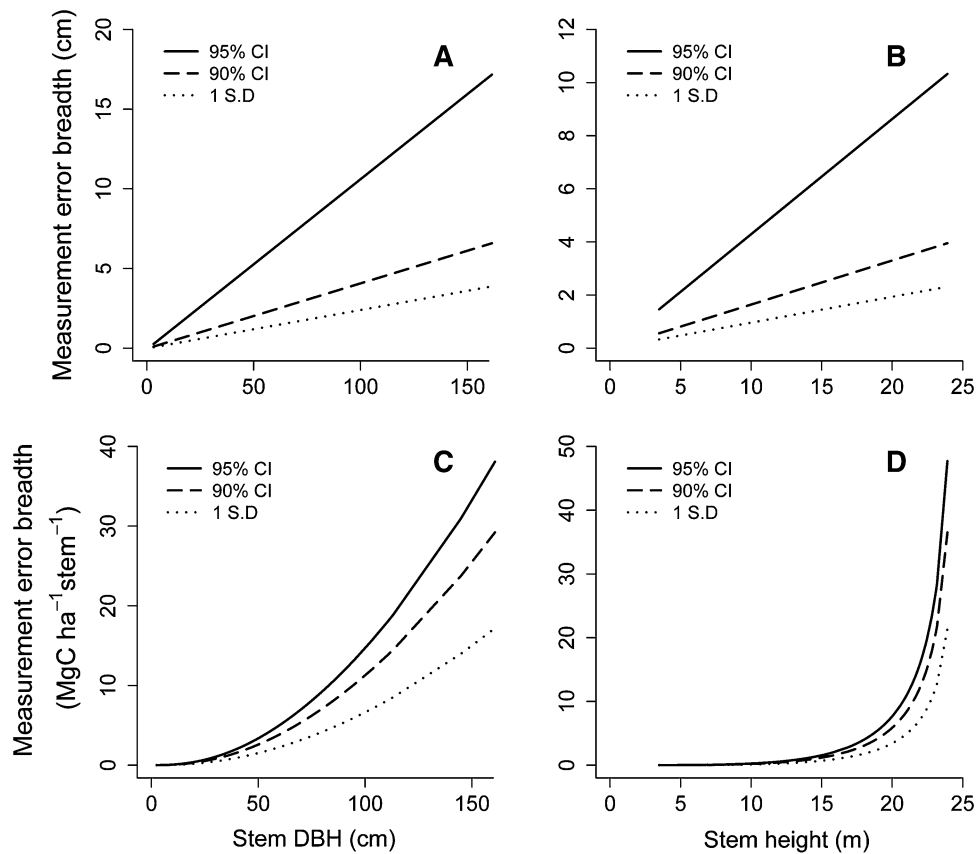 Measurement error breadth (cm)
20
15
10
5
0
95% CI
90% CI
1 S.D
A
0
50
100
150
12
10
8
6
4
2
0
95% CI
90% CI
1 S.D
B
0
5
10
15
20
25
Measurement error breadth
(MgC ha⁻¹stem⁻¹)
40
30
20
10
0
95% CI
90% CI
1 S.D
C
0
50
100
150
Stem DBH (cm)
50
40
30
20
10
0
95% CI
90% CI
1 S.D
D
0
5
10
15
20
25
Stem height (m)